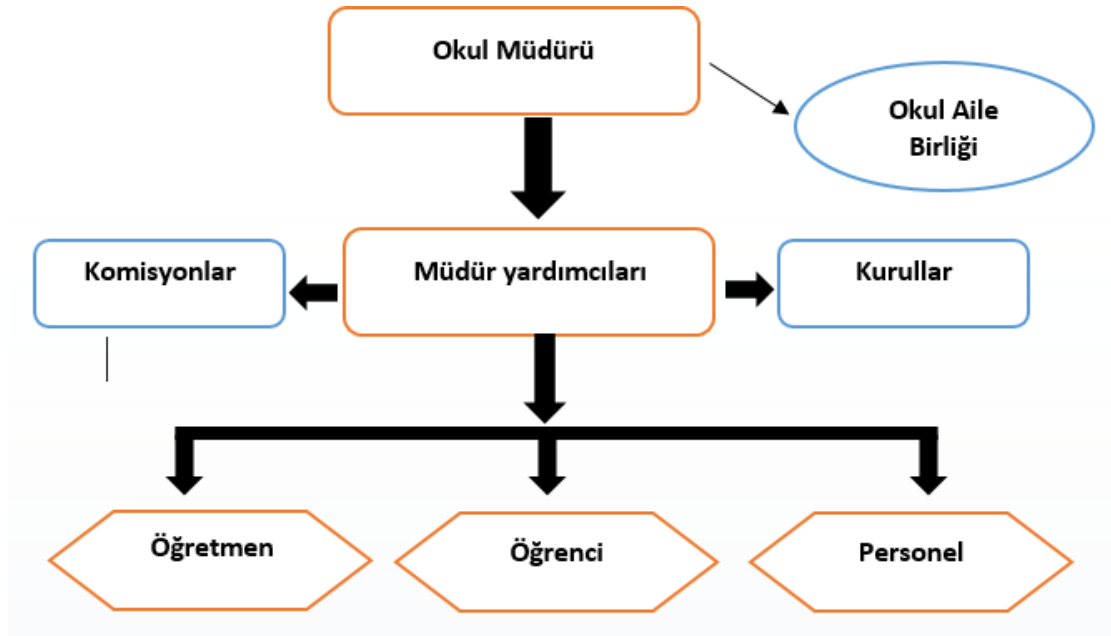 Okul Müdürü
Okul Aile
Birliği
Komisyonlar
Müdür yardımcıları
Kurullar
Öğretmen
Öğrenci
Personel